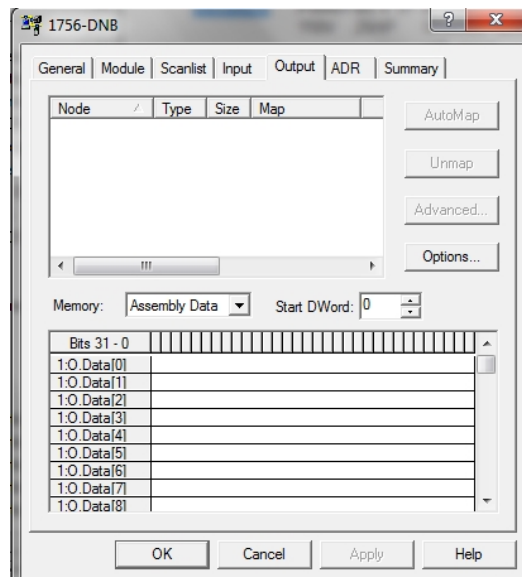 1756-DNB
General Module Scanlist Input Output ADR Summary
Node Type Size Map
AutoMap
Unmap
Advanced...
Options...
Memory: Assembly Data Start DWord: 0
Bits 31 - 0
1:O.Data[0]
1:O.Data[1]
1:O.Data[2]
1:O.Data[3]
1:O.Data[4]
1:O.Data[5]
1:O.Data[6]
1:O.Data[7]
1:O.Data[8]
OK Cancel Apply Help